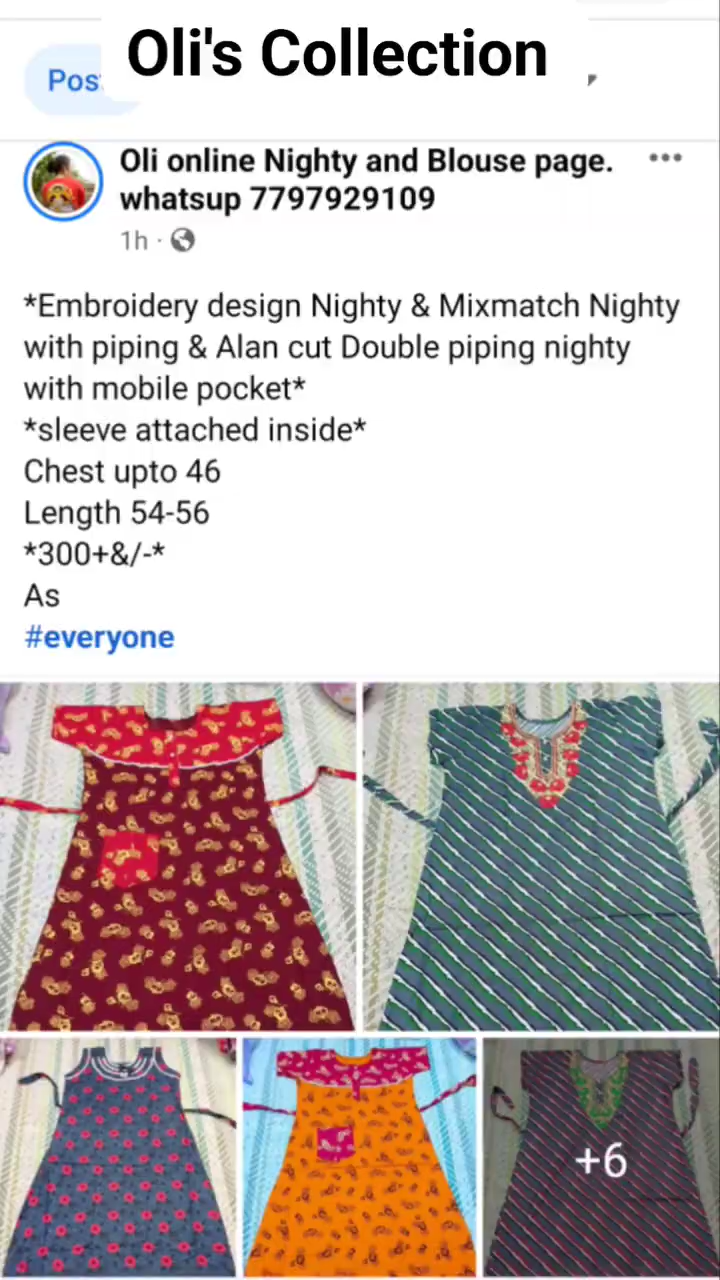 Oli's Collection
Pos
Oli online Nighty and Blouse page.
whatsup 7797929109
1h ·
*Embroidery design Nighty & Mixmatch Nighty
with piping & Alan cut Double piping nighty
with mobile pocket*
*sleeve attached inside*
Chest upto 46
Length 54-56
*300+&/-*
As
#everyone
+6